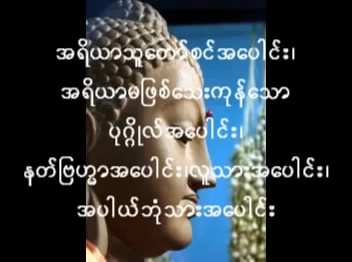 အရိယာသူတော်စင်အပေါင်း၊
အရိယာမဖြစ်သေးကုန်သော
ပုဂ္ဂိုလ်အပေါင်း၊
နတ်ဗြဟ္မာအပေါင်း၊လူသားအပေါင်း၊
အပါယ်ဘုံသားအပေါင်း